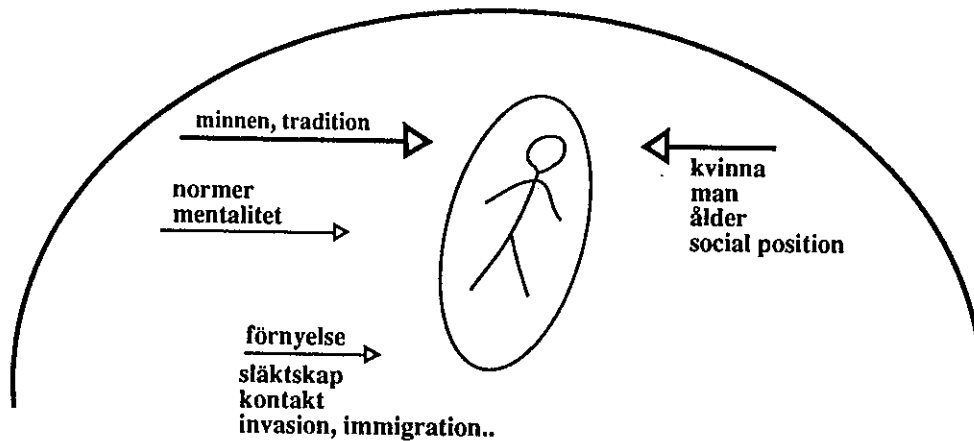 minnen, tradition
normer
mentalitet
förnyelse
släktskap
kontakt
invasion, immigration..
kvinna
man
ålder
social position